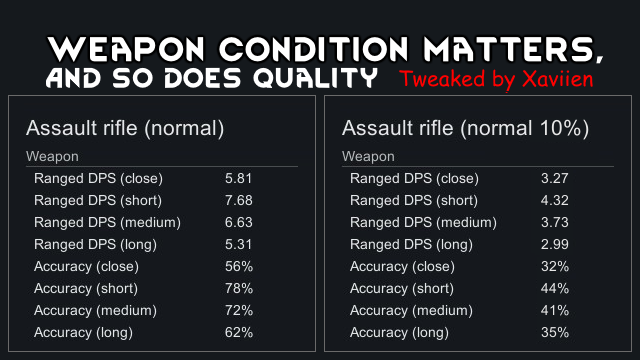 WEAPON CONDITION MATTERS,
AND SO DOES QUALITY Tweaked by Xaviien
Assault rifle (normal)
Weapon
Ranged DPS (close) 5.81
Ranged DPS (short) 7.68
Ranged DPS (medium) 6.63
Ranged DPS (long) 5.31
Accuracy (close) 56%
Accuracy (short) 78%
Accuracy (medium) 72%
Accuracy (long) 62%
Assault rifle (normal 10%)
Weapon
Ranged DPS (close) 3.27
Ranged DPS (short) 4.32
Ranged DPS (medium) 3.73
Ranged DPS (long) 2.99
Accuracy (close) 32%
Accuracy (short) 44%
Accuracy (medium) 41%
Accuracy (long) 35%